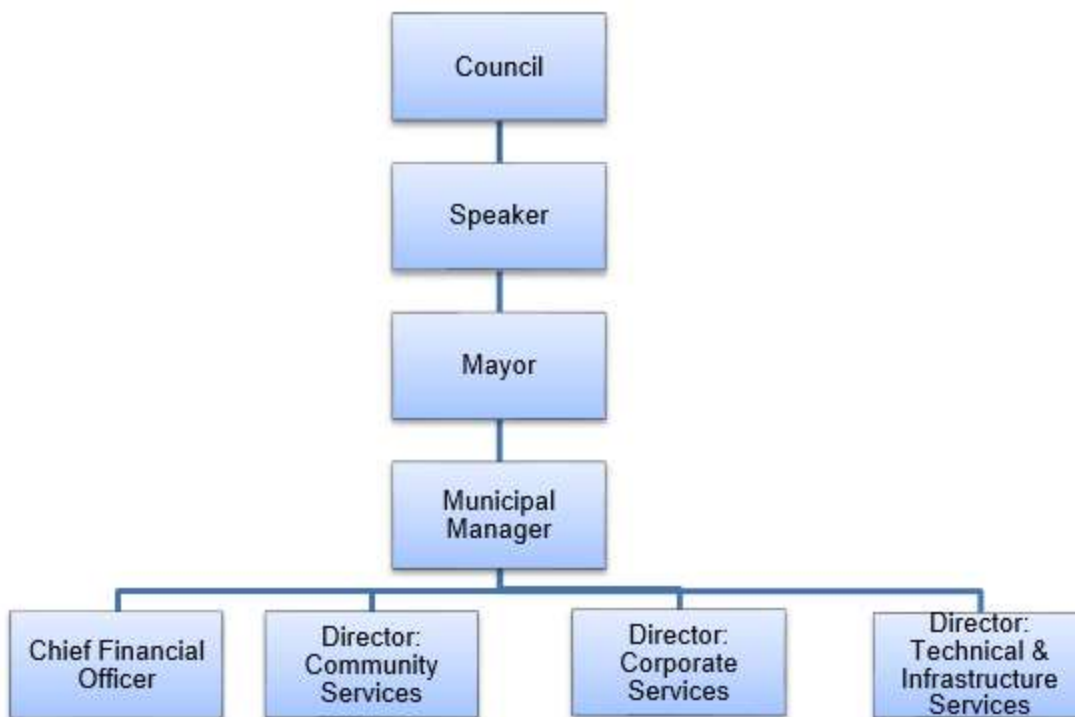 Council
Speaker
Mayor
Municipal
Manager
Chief Financial
Officer
Director:
Community
Services
Director:
Corporate
Services
Director:
Technical &
Infrastructure
Services